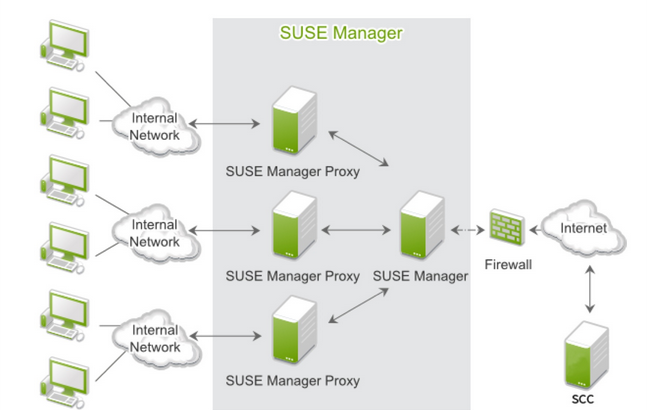 SUSE Manager
Internal
Network
SUSE Manager Proxy
Internal
Network
SUSE Manager Proxy
SUSE Manager
Firewall
Internet
Internal
Network
SUSE Manager Proxy
SCC